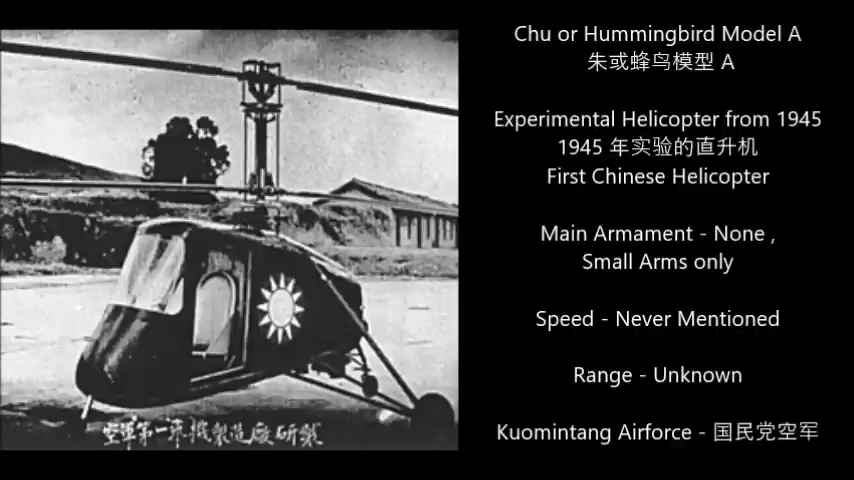 Chu or Hummingbird Model A
朱或蜂鸟模型 A
Experimental Helicopter from 1945
1945 年实验的直升机
First Chinese Helicopter
Main Armament - None ,
Small Arms only
Speed - Never Mentioned
Range - Unknown
Kuomintang Airforce - 国民党空军
空軍第一飛機製造廠研製